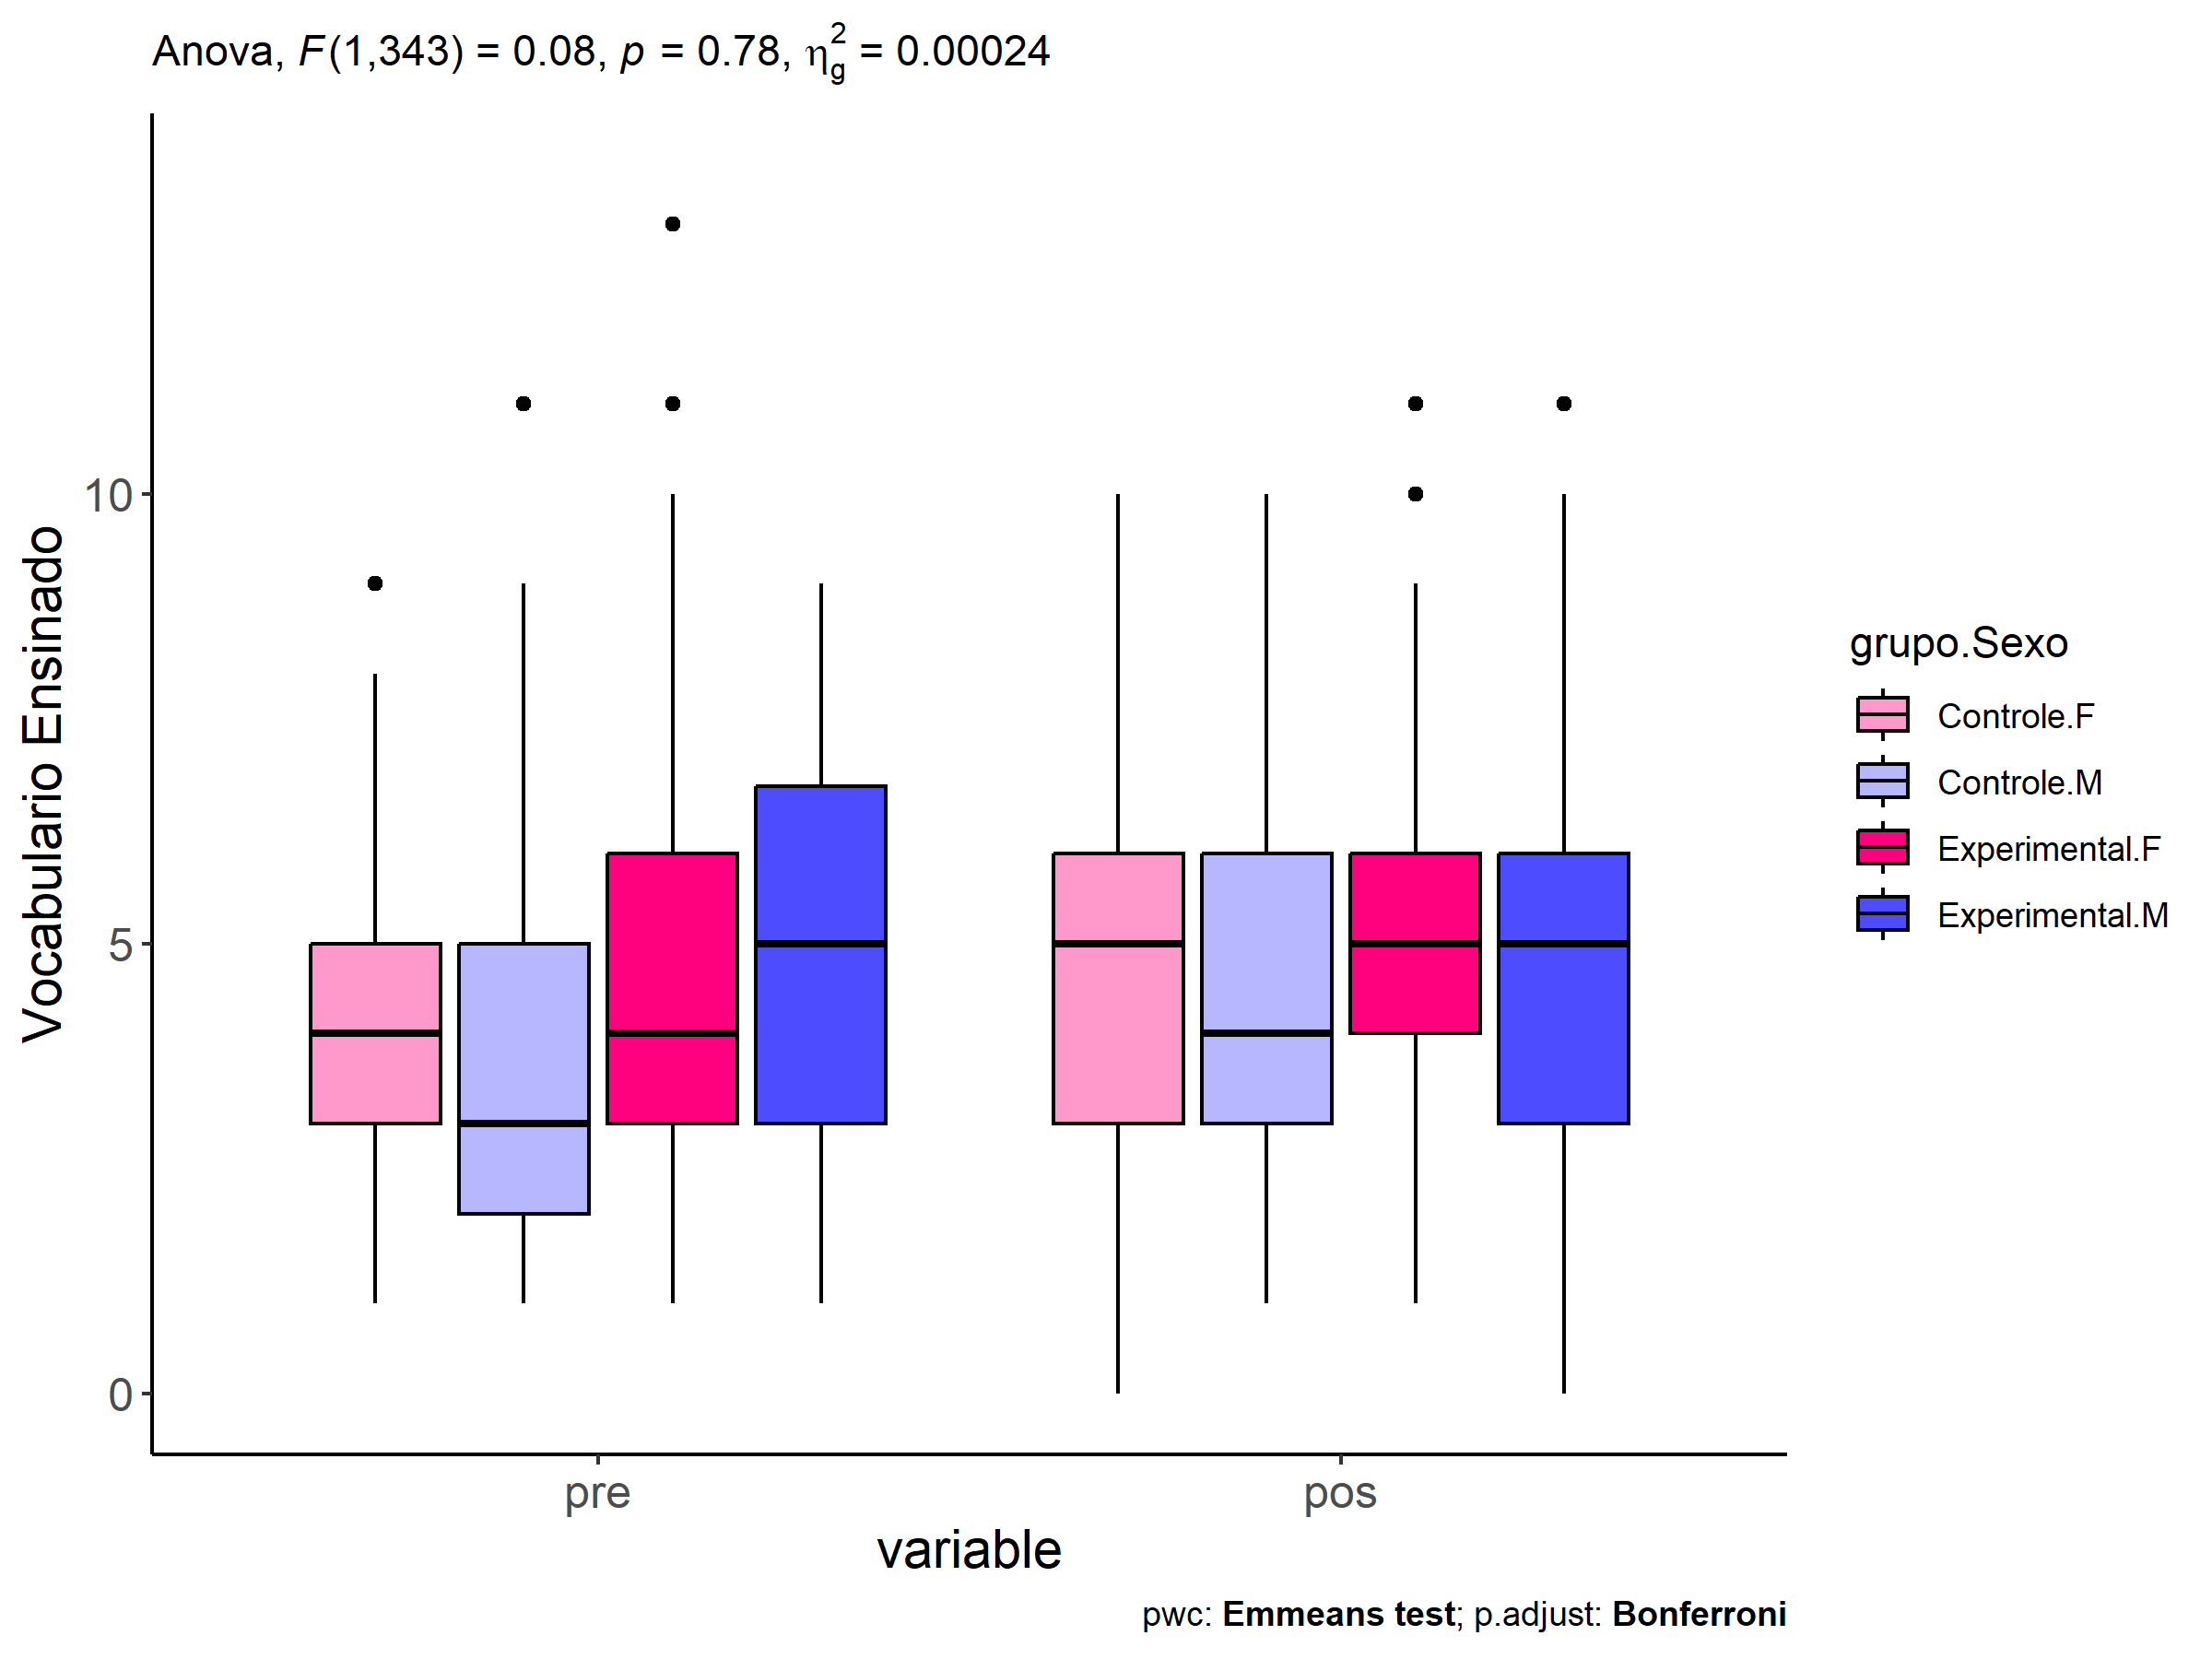 Anova, F(1,343) = 0.08, p = 0.78, η²g = 0.00024
Vocabulario Ensinado
10
5
0
pre
pos
variable
grupo.Sexo
Controle.F
Controle.M
Experimental.F
Experimental.M
pwc: Emmeans test; p.adjust: Bonferroni